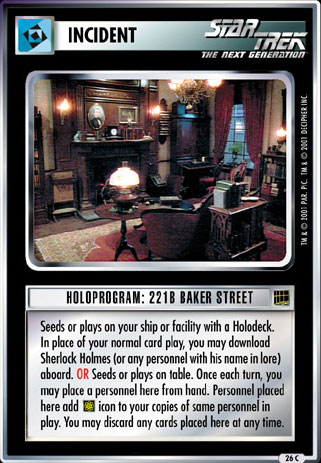 INCIDENT
STAR TREK
THE NEXT GENERATION
TM & © 2001 PAR. P.C. TM & © 2001 DECIPHER INC.
HOLOPROGRAM: 221B BAKER STREET
Seeds or plays on your ship or facility with a Holodeck.
In place of your normal card play, you may download
Sherlock Holmes (or any personnel with his name in lore)
aboard. OR Seeds or plays on table. Once each turn, you
may place a personnel here from hand. Personnel placed
here add icon to your copies of same personnel in
play. You may discard any cards placed here at any time.
26 C